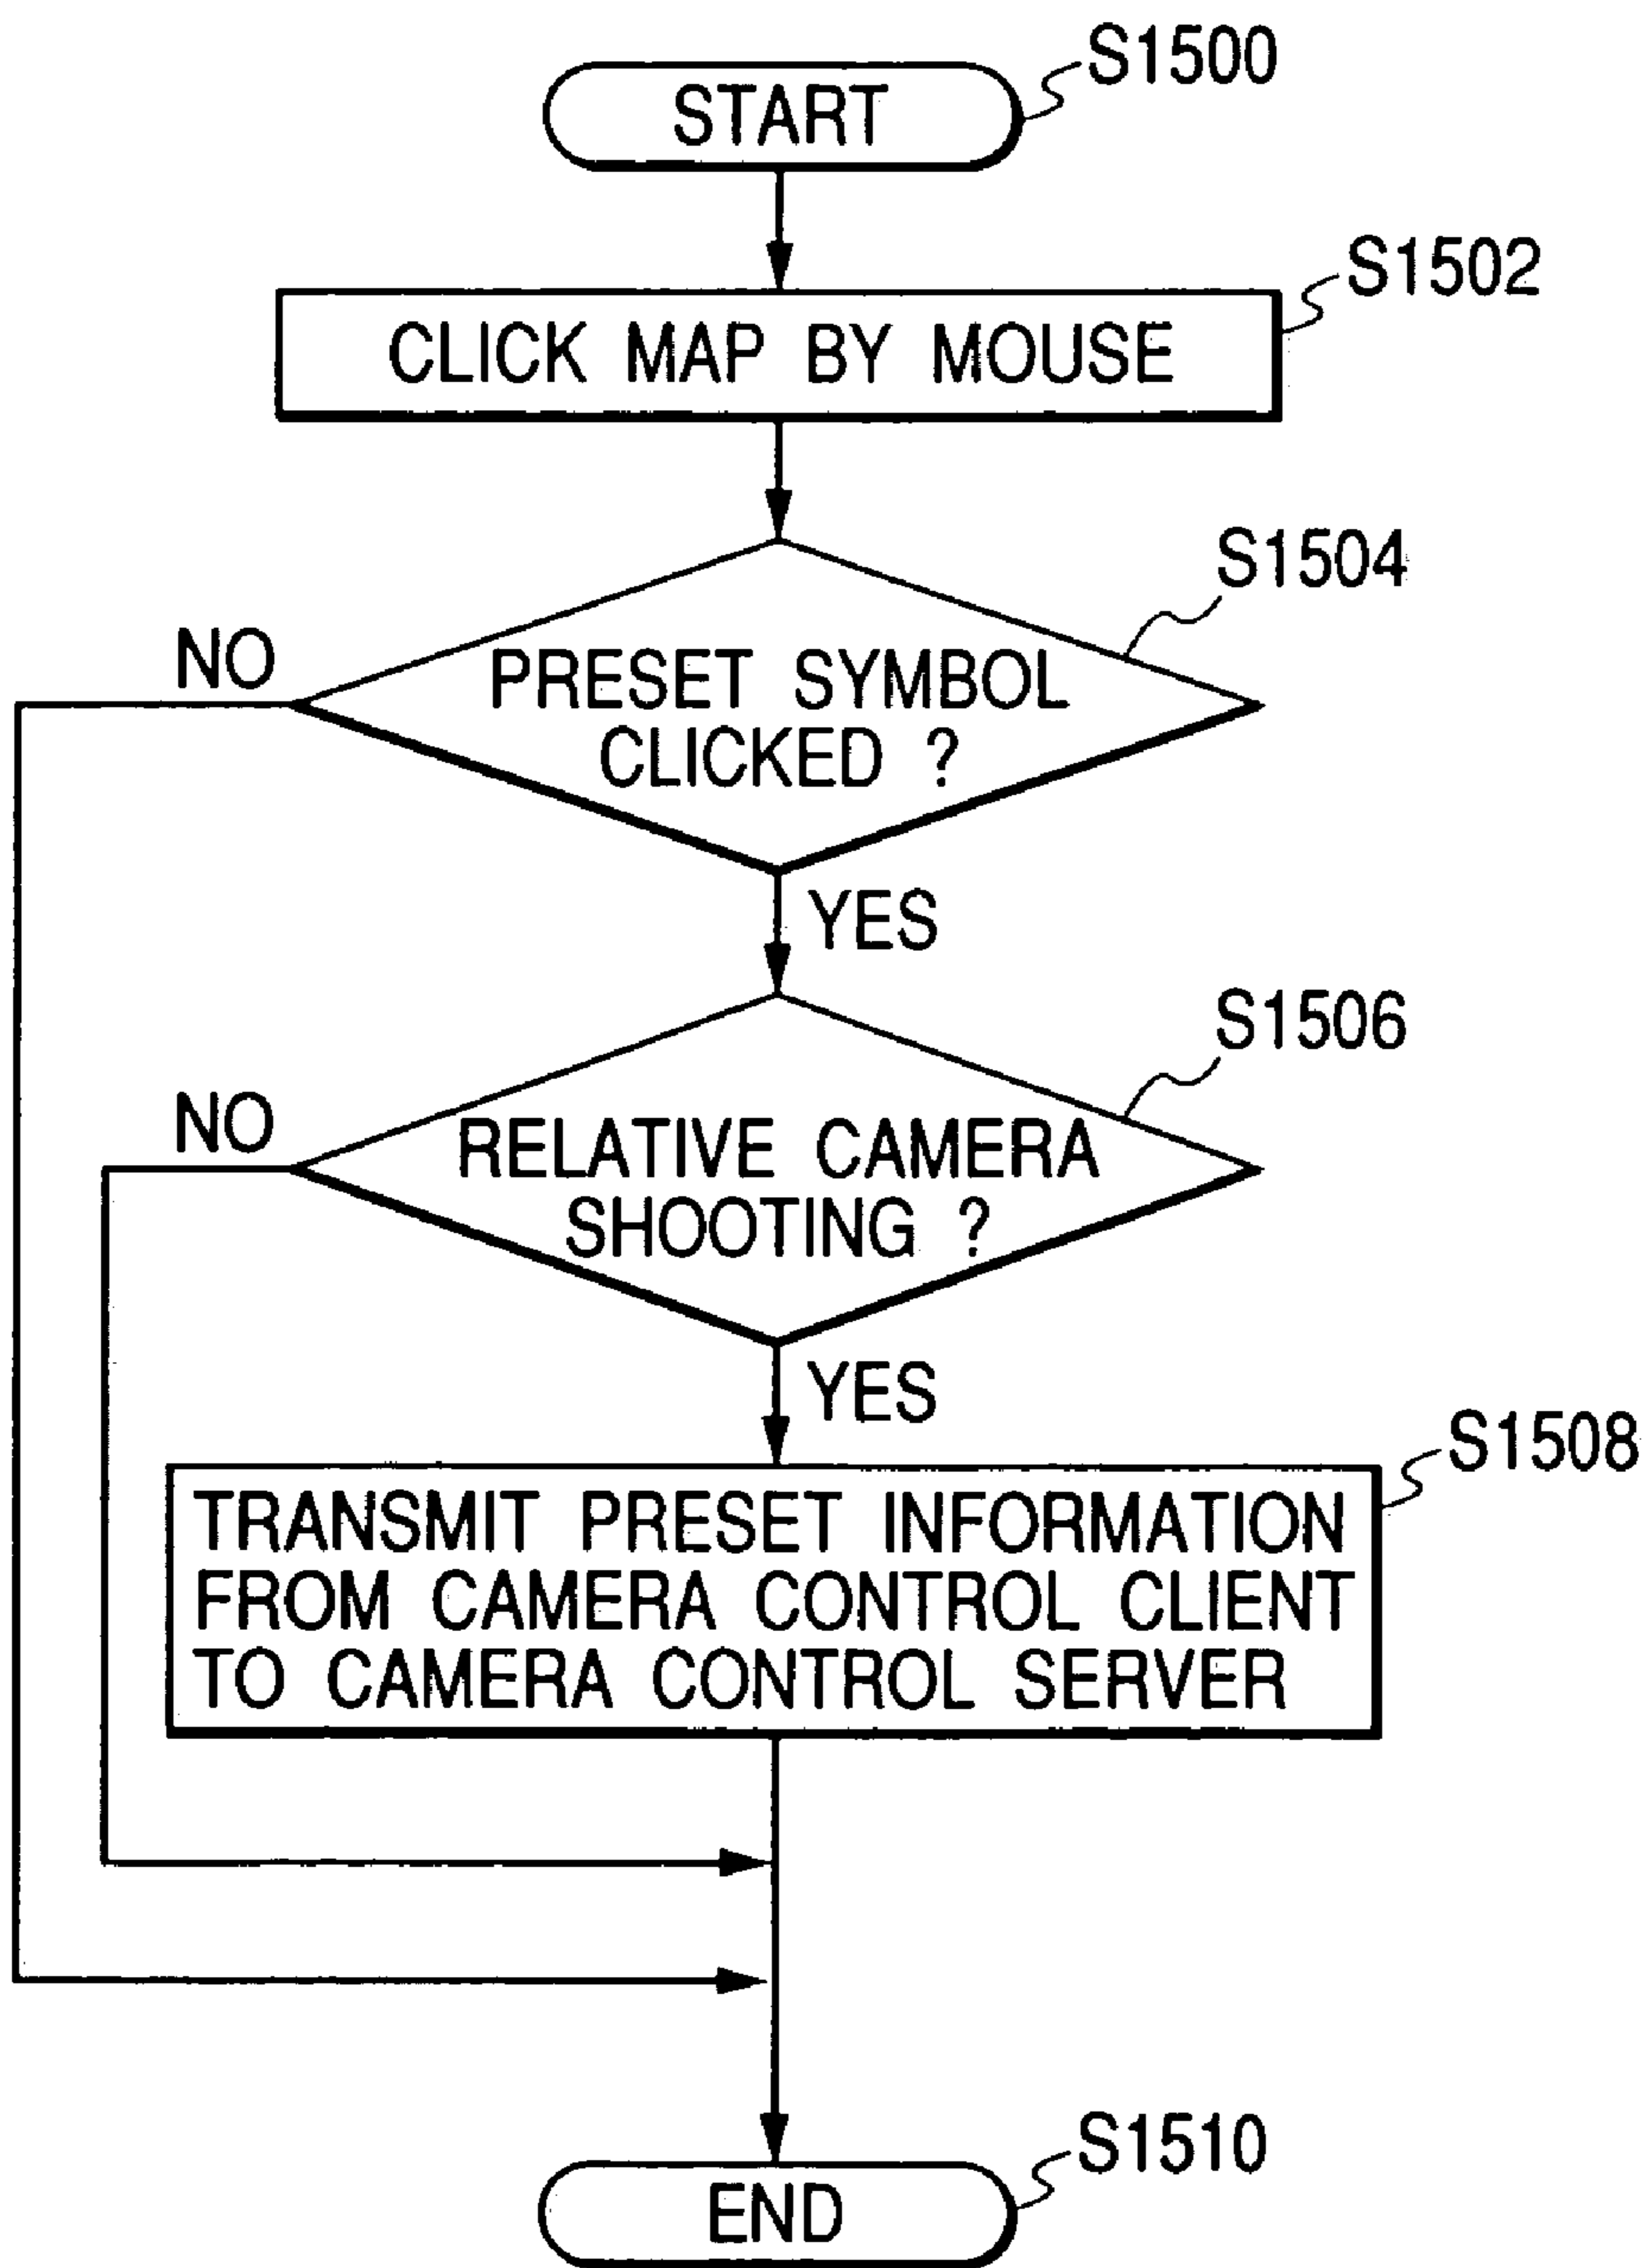 S1500
START
S1502
CLICK MAP BY MOUSE
S1504
NO
PRESET SYMBOL
CLICKED ?
YES
S1506
NO
RELATIVE CAMERA
SHOOTING ?
YES
S1508
TRANSMIT PRESET INFORMATION
FROM CAMERA CONTROL CLIENT
TO CAMERA CONTROL SERVER
S1510
END